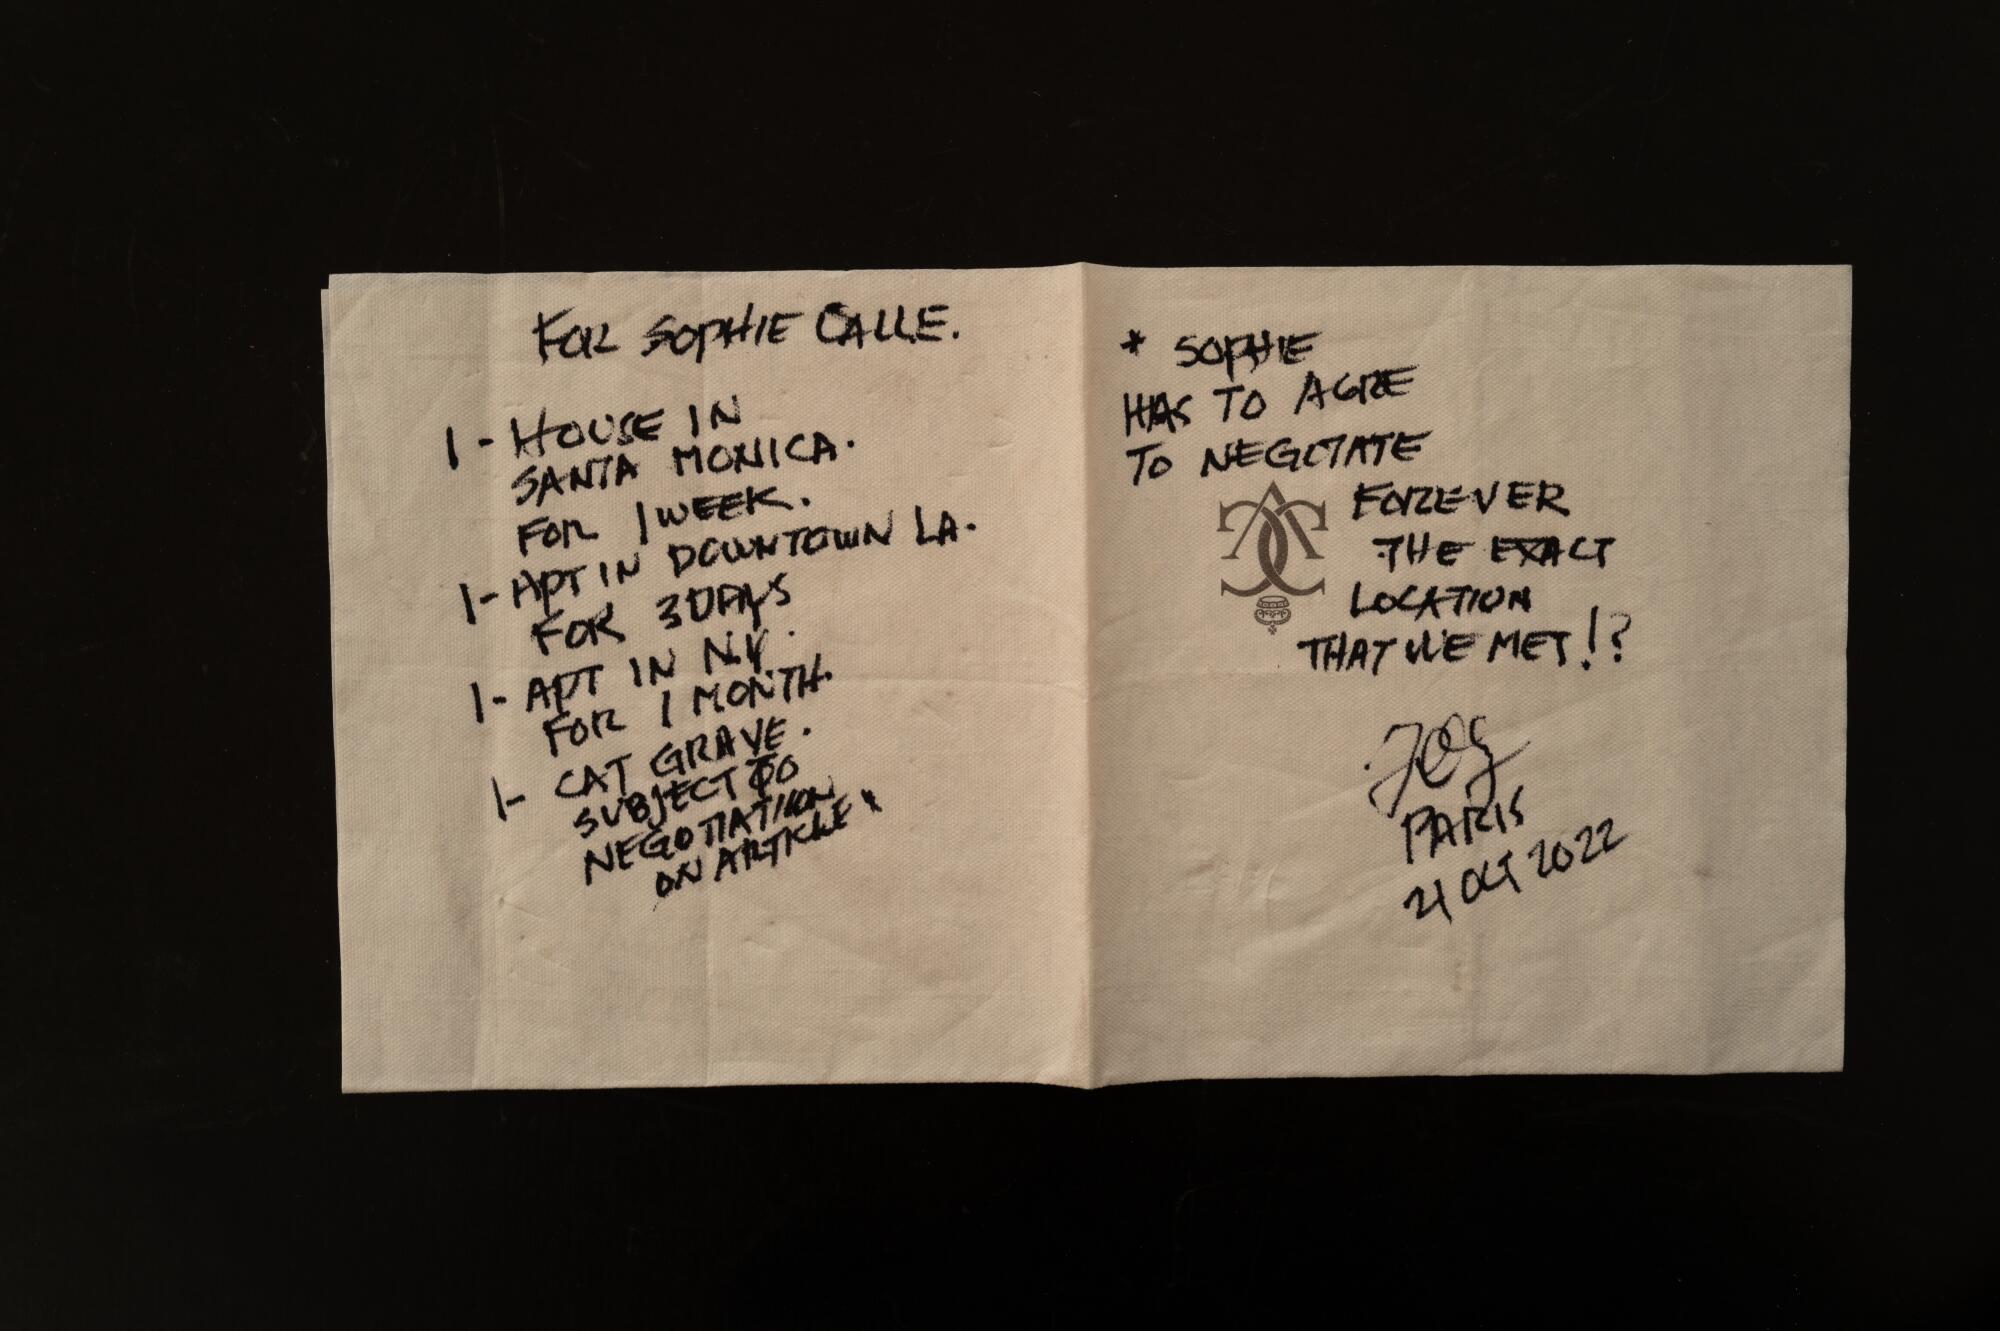 FOR SOPHIE CALLE.
1- HOUSE IN
SANTA MONICA.
FOR 1 WEEK.
1- APT IN DOWNTOWN LA.
FOR 3 DAYS
1- APT IN N.Y.
FOR 1 MONTH.
1- CAT GRAVE.
SUBJECT TO
NEGOTIATION
ON ARTICLE *
* SOPHIE
HAS TO AGRE
TO NEGOTATE
FOREVER
THE EXACT
LOCATION
THAT WE MET!?
PARIS
21 OCT 2022